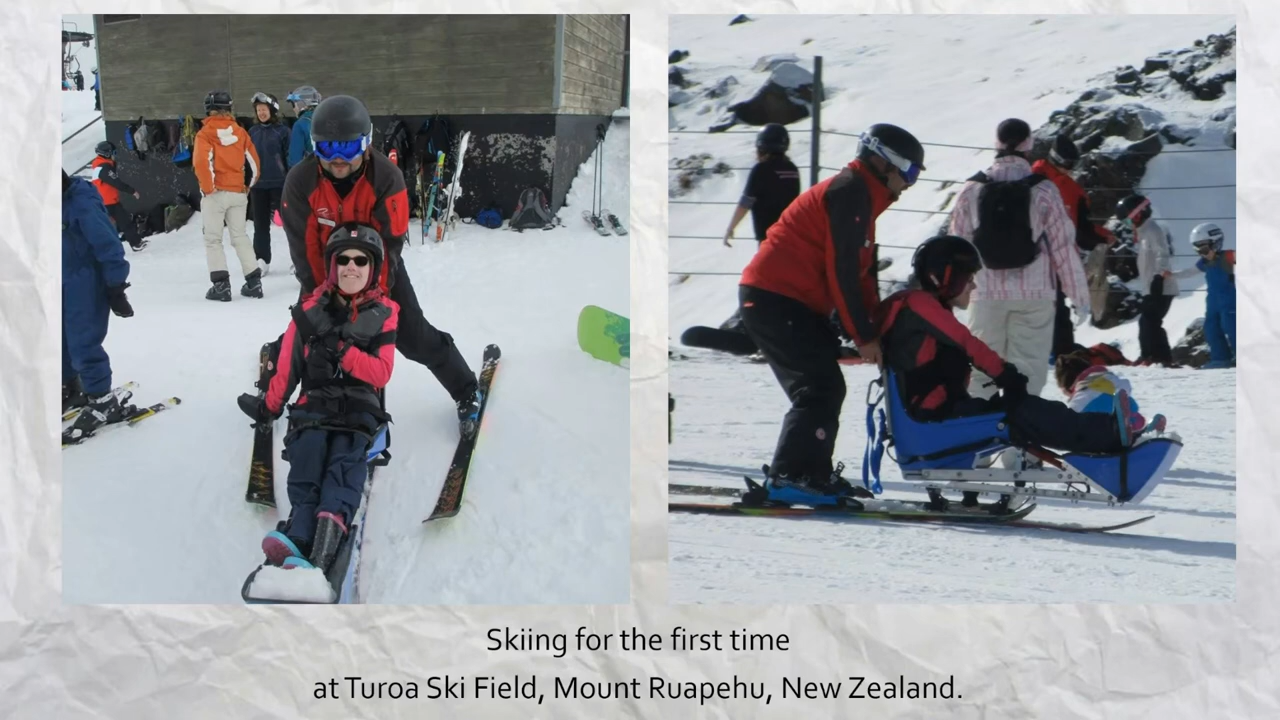 Skiing for the first time
at Turoa Ski Field, Mount Ruapehu, New Zealand.